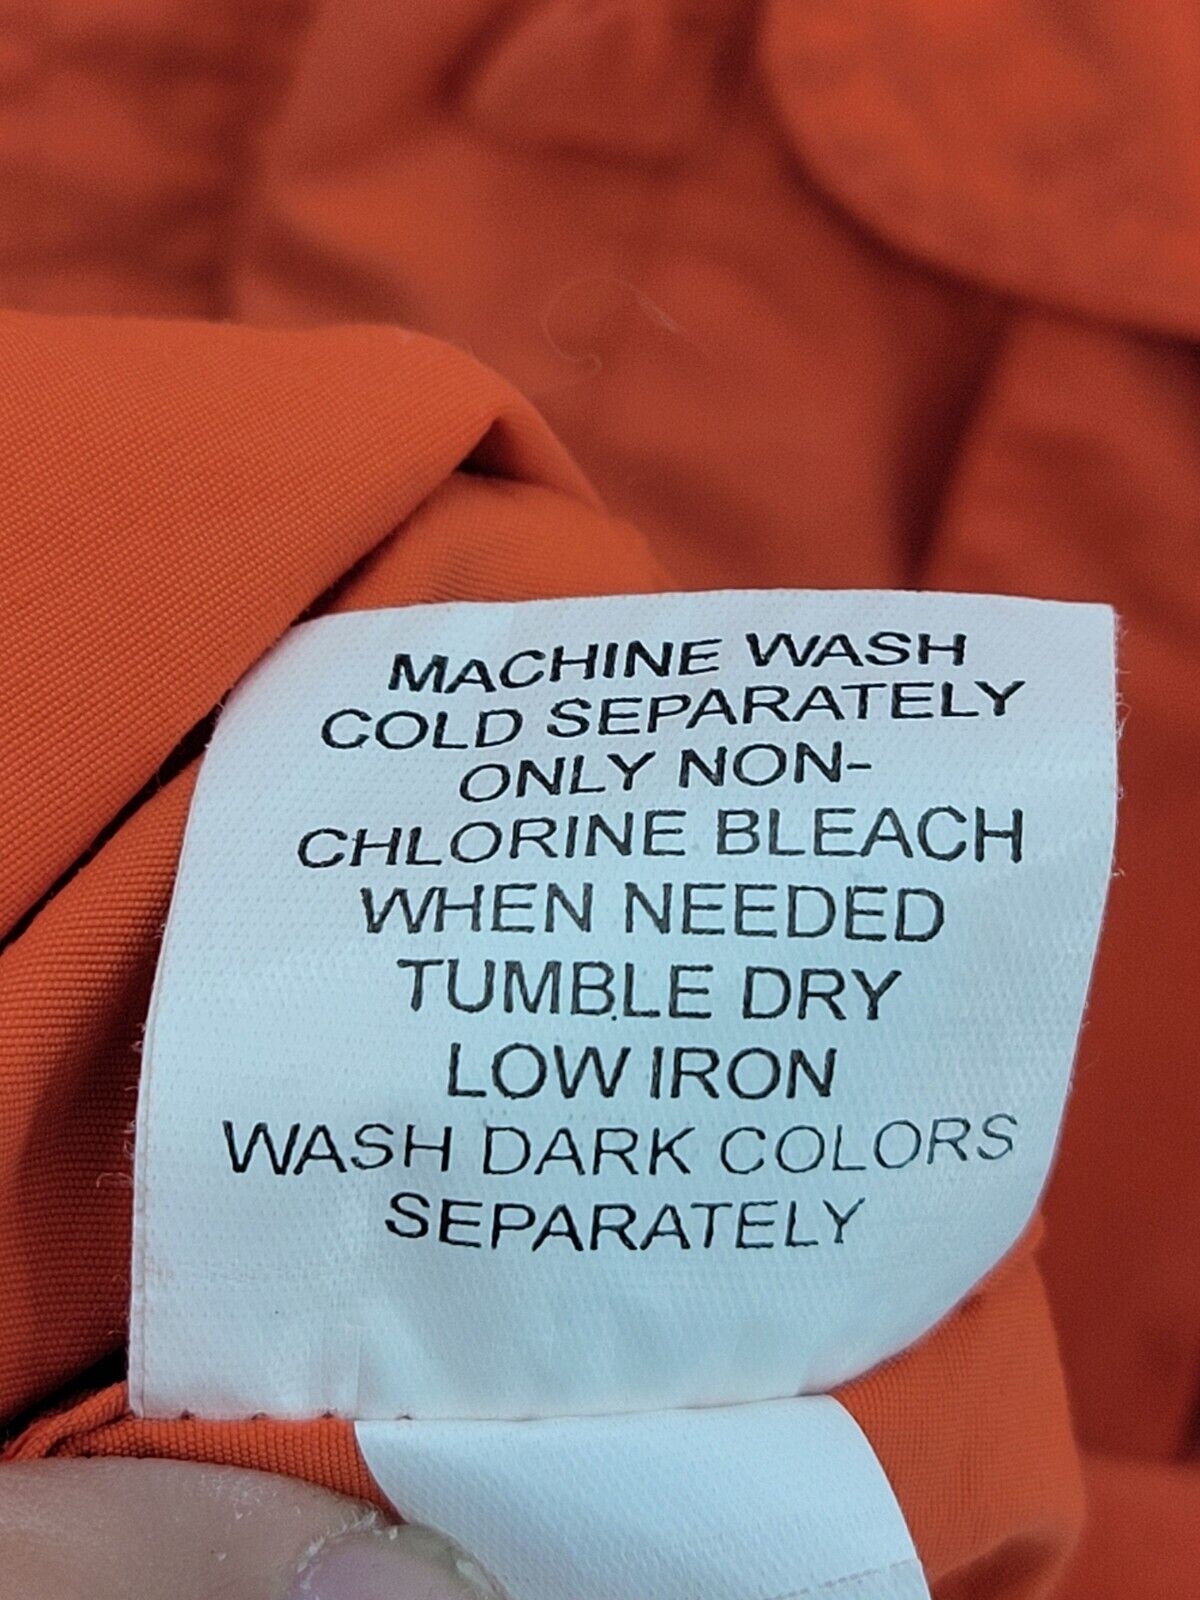 MACHINE WASH
COLD SEPARATELY
ONLY NON-
CHLORINE BLEACH
WHEN NEEDED
TUMBLE DRY
LOW IRON
WASH DARK COLORS
SEPARATELY